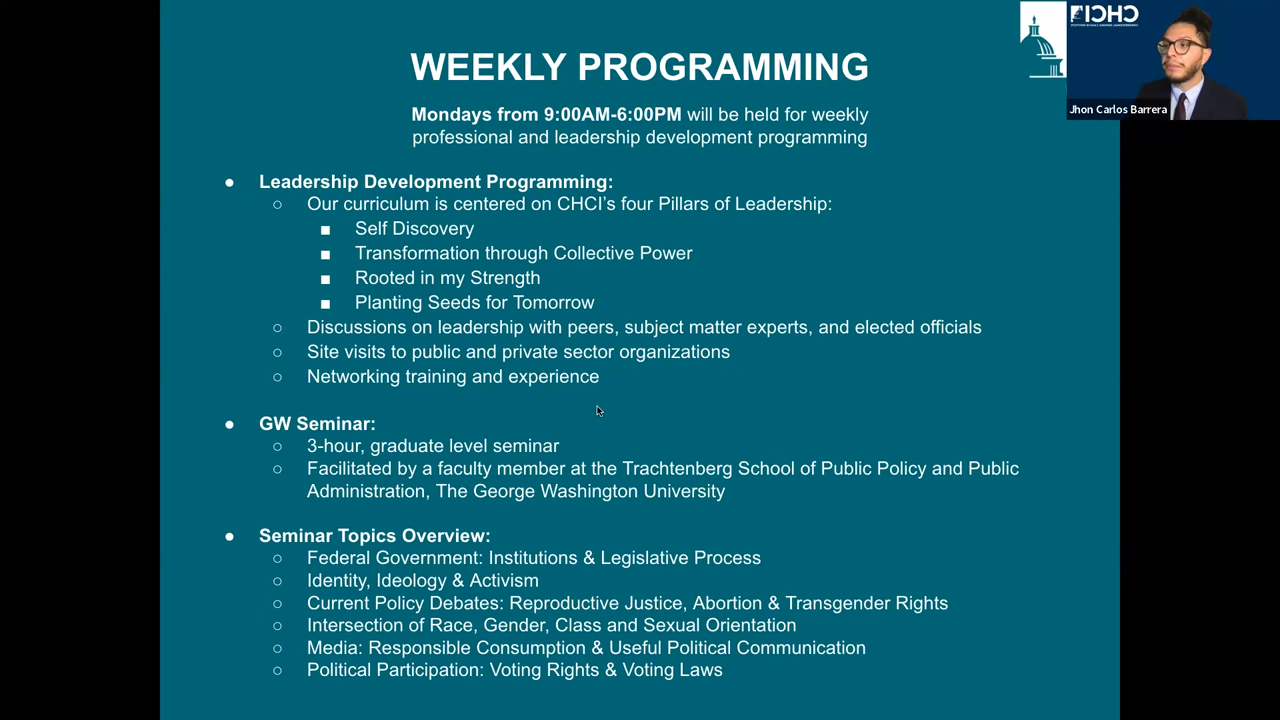 WEEKLY PROGRAMMING
Mondays from 9:00AM-6:00PM will be held for weekly
professional and leadership development programming
● Leadership Development Programming:
○ Our curriculum is centered on CHCI's four Pillars of Leadership:
■ Self Discovery
■ Transformation through Collective Power
■ Rooted in my Strength
■ Planting Seeds for Tomorrow
○ Discussions on leadership with peers, subject matter experts, and elected officials
○ Site visits to public and private sector organizations
○ Networking training and experience
● GW Seminar:
○ 3-hour, graduate level seminar
○ Facilitated by a faculty member at the Trachtenberg School of Public Policy and Public
Administration, The George Washington University
● Seminar Topics Overview:
○ Federal Government: Institutions & Legislative Process
○ Identity, Ideology & Activism
○ Current Policy Debates: Reproductive Justice, Abortion & Transgender Rights
○ Intersection of Race, Gender, Class and Sexual Orientation
○ Media: Responsible Consumption & Useful Political Communication
○ Political Participation: Voting Rights & Voting Laws
CHCI
Jhon Carlos Barrera